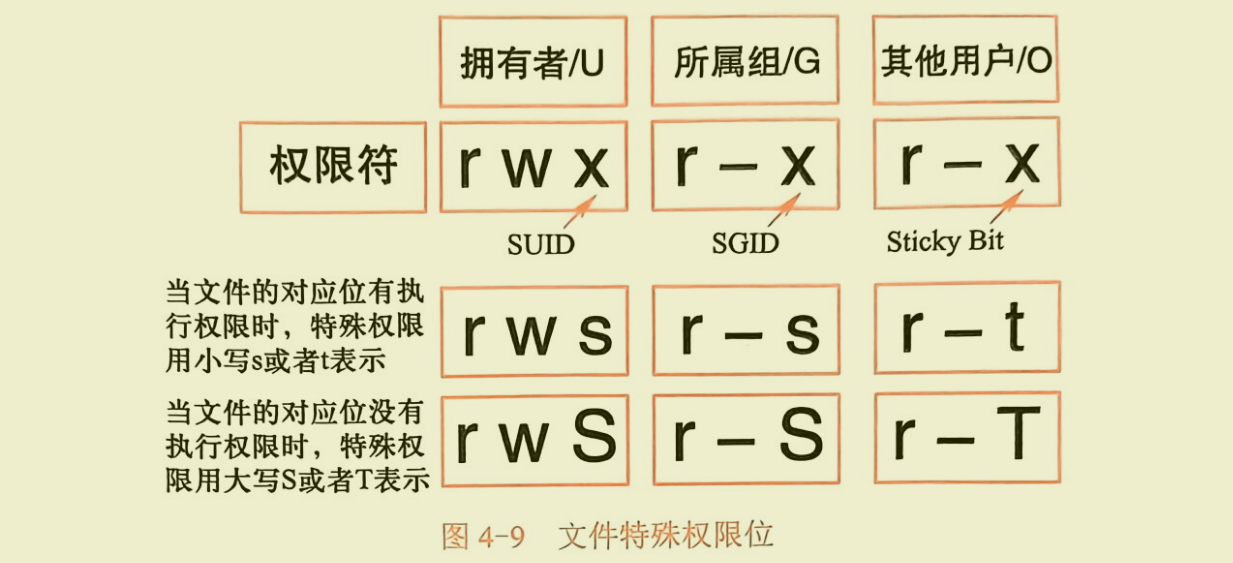 拥有者/U 所属组/G 其他用户/O
权限符 r w x r – x r – x
SUID SGID Sticky Bit
当文件的对应位有执
行权限时，特殊权限
用小写s或者t表示
r w s r – s r – t
当文件的对应位没有
执行权限时，特殊权
限用大写S或者T表示
r w S r – S r – T
图 4-9 文件特殊权限位